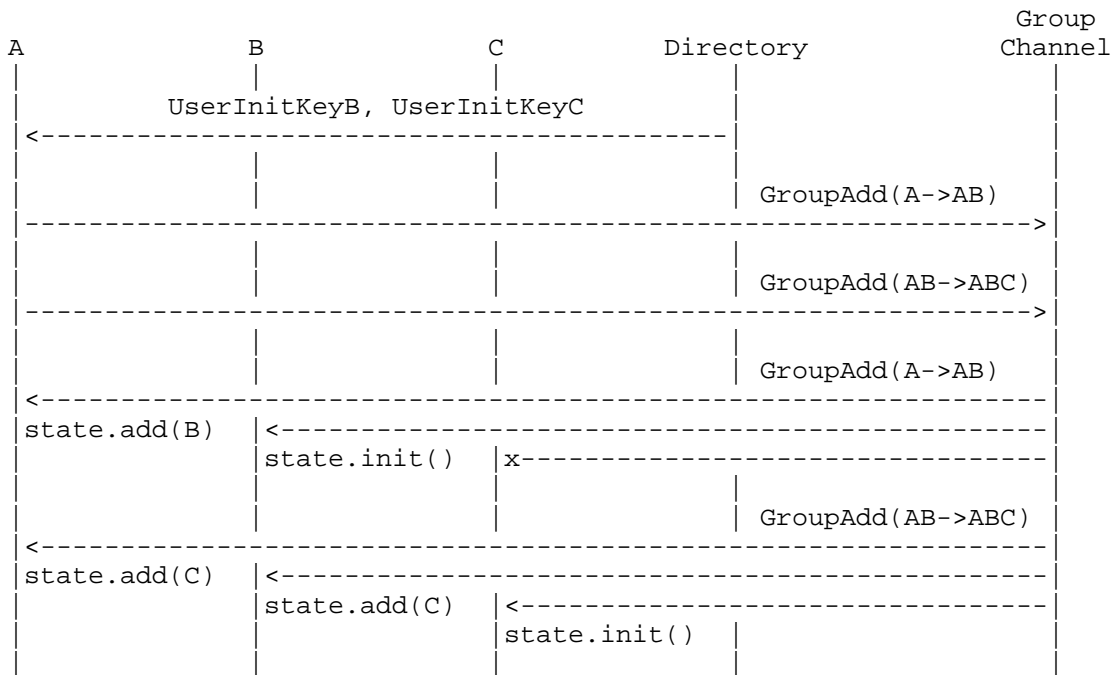 Group
A B C Directory Channel
UserInitKeyB, UserInitKeyC
GroupAdd(A->AB)
GroupAdd(AB->ABC)
GroupAdd(A->AB)
state.add(B)
state.init() x
GroupAdd(AB->ABC)
state.add(C)
state.add(C)
state.init()